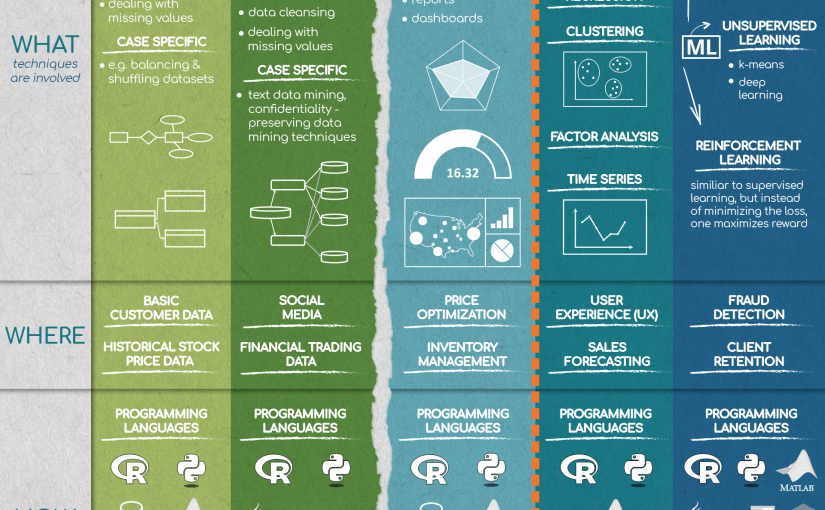 WHAT
techniques
are involved
dealing with
missing values
CASE SPECIFIC
e.g. balancing &
shuffling datasets
data cleansing
dealing with
missing values
CASE SPECIFIC
text data mining,
confidentiality -
preserving data
mining techniques
reports
dashboards
16.32
REGRESSION
CLUSTERING
FACTOR ANALYSIS
TIME SERIES
ML
UNSUPERVISED
LEARNING
k-means
deep
learning
REINFORCEMENT
LEARNING
similiar to supervised
learning, but instead
of minimizing the loss,
one maximizes reward
WHERE
BASIC
CUSTOMER DATA
HISTORICAL STOCK
PRICE DATA
SOCIAL
MEDIA
FINANCIAL TRADING
DATA
PRICE
OPTIMIZATION
INVENTORY
MANAGEMENT
USER
EXPERIENCE (UX)
SALES
FORECASTING
FRAUD
DETECTION
CLIENT
RETENTION
HOW
PROGRAMMING
LANGUAGES
R
PROGRAMMING
LANGUAGES
R
PROGRAMMING
LANGUAGES
R
PROGRAMMING
LANGUAGES
R
PROGRAMMING
LANGUAGES
R
MATLAB